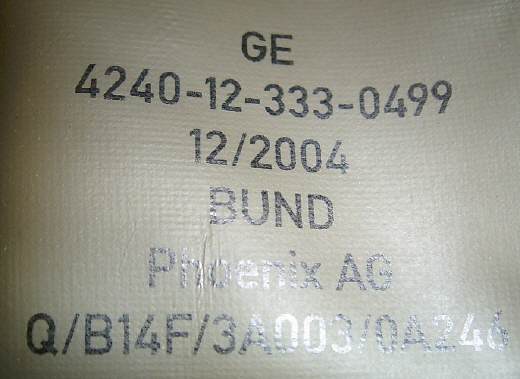 GE
4240-12-333-0499
12/2004
BUND
Phoenix AG
Q/B14F/3A003/0A246